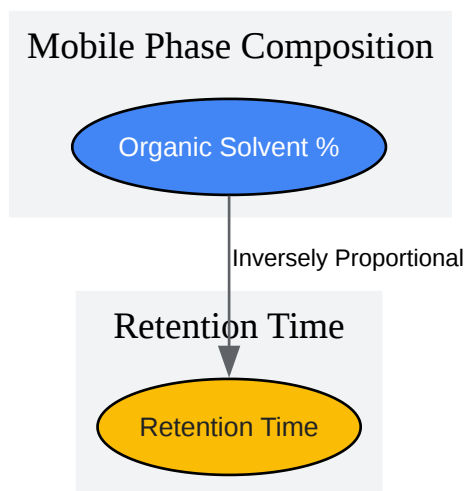 Mobile Phase Composition
Organic Solvent %
Inversely Proportional
Retention Time
Retention Time